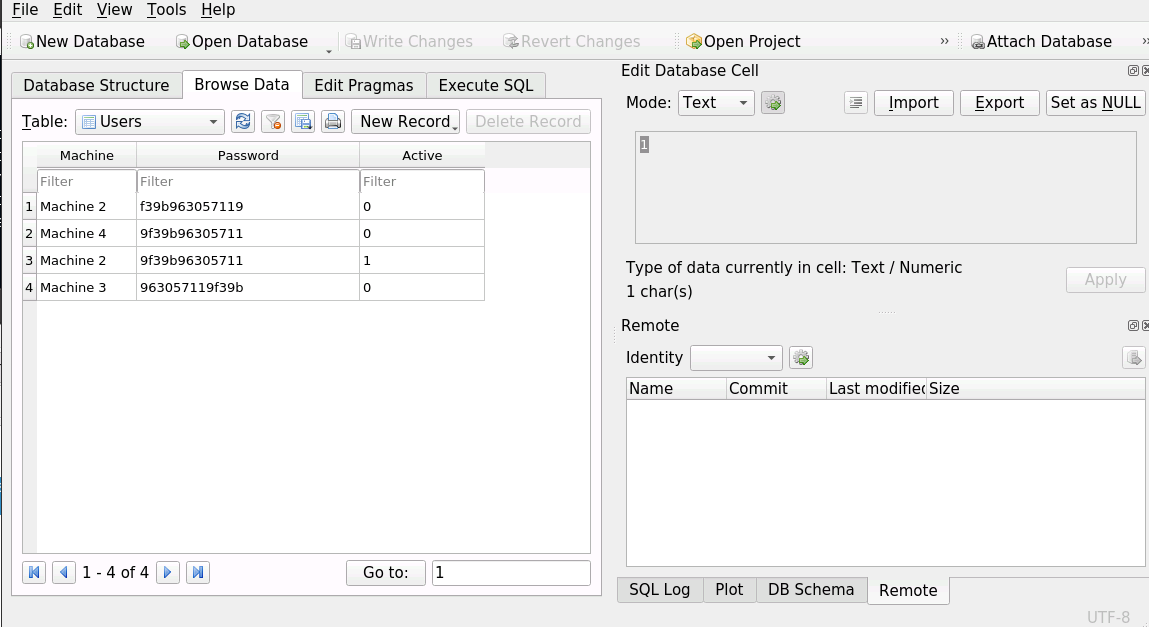 File Edit View Tools Help
New Database Open Database Write Changes Revert Changes Open Project » Attach Database »
Database Structure Browse Data Edit Pragmas Execute SQL
Table: Users New Record Delete Record
Machine Password Active
Filter Filter Filter
1 Machine 2 f39b963057119 0
2 Machine 4 9f39b96305711 0
3 Machine 2 9f39b96305711 1
4 Machine 3 963057119f39b 0
1 - 4 of 4 Go to: 1
Edit Database Cell
Mode: Text Import Export Set as NULL
1
Type of data currently in cell: Text / Numeric
1 char(s)
Apply
Remote
Identity
Name Commit Last modified Size
SQL Log Plot DB Schema Remote
UTF-8